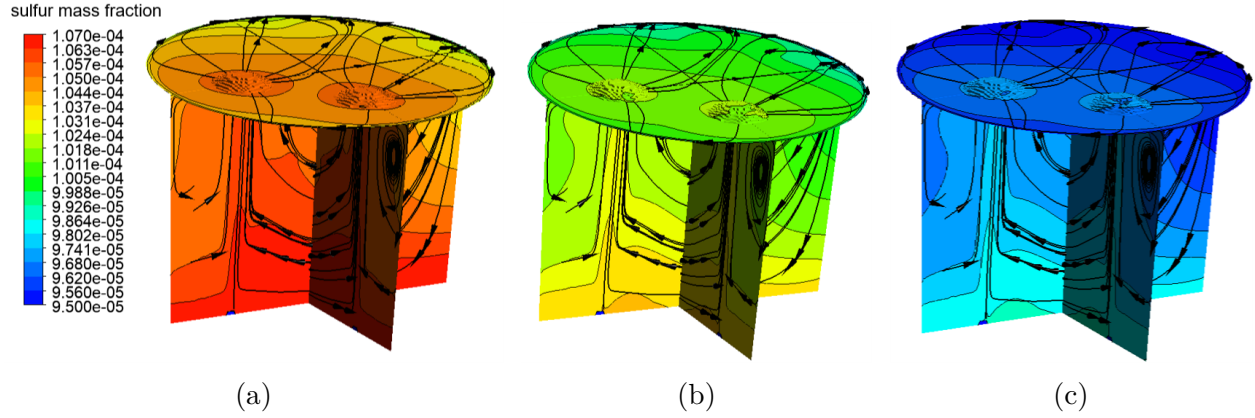 sulfur mass fraction
1.070e-04
1.063e-04
1.057e-04
1.050e-04
1.044e-04
1.037e-04
1.031e-04
1.024e-04
1.018e-04
1.011e-04
1.005e-04
9.988e-05
9.926e-05
9.864e-05
9.802e-05
9.741e-05
9.680e-05
9.620e-05
9.560e-05
9.500e-05
(a)
(b)
(c)